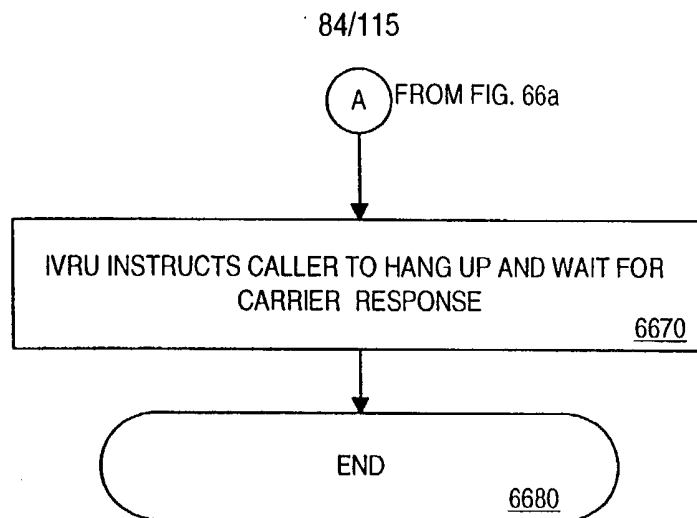 84/115
A FROM FIG. 66a
IVRU INSTRUCTS CALLER TO HANG UP AND WAIT FOR
CARRIER RESPONSE
6670
END
6680